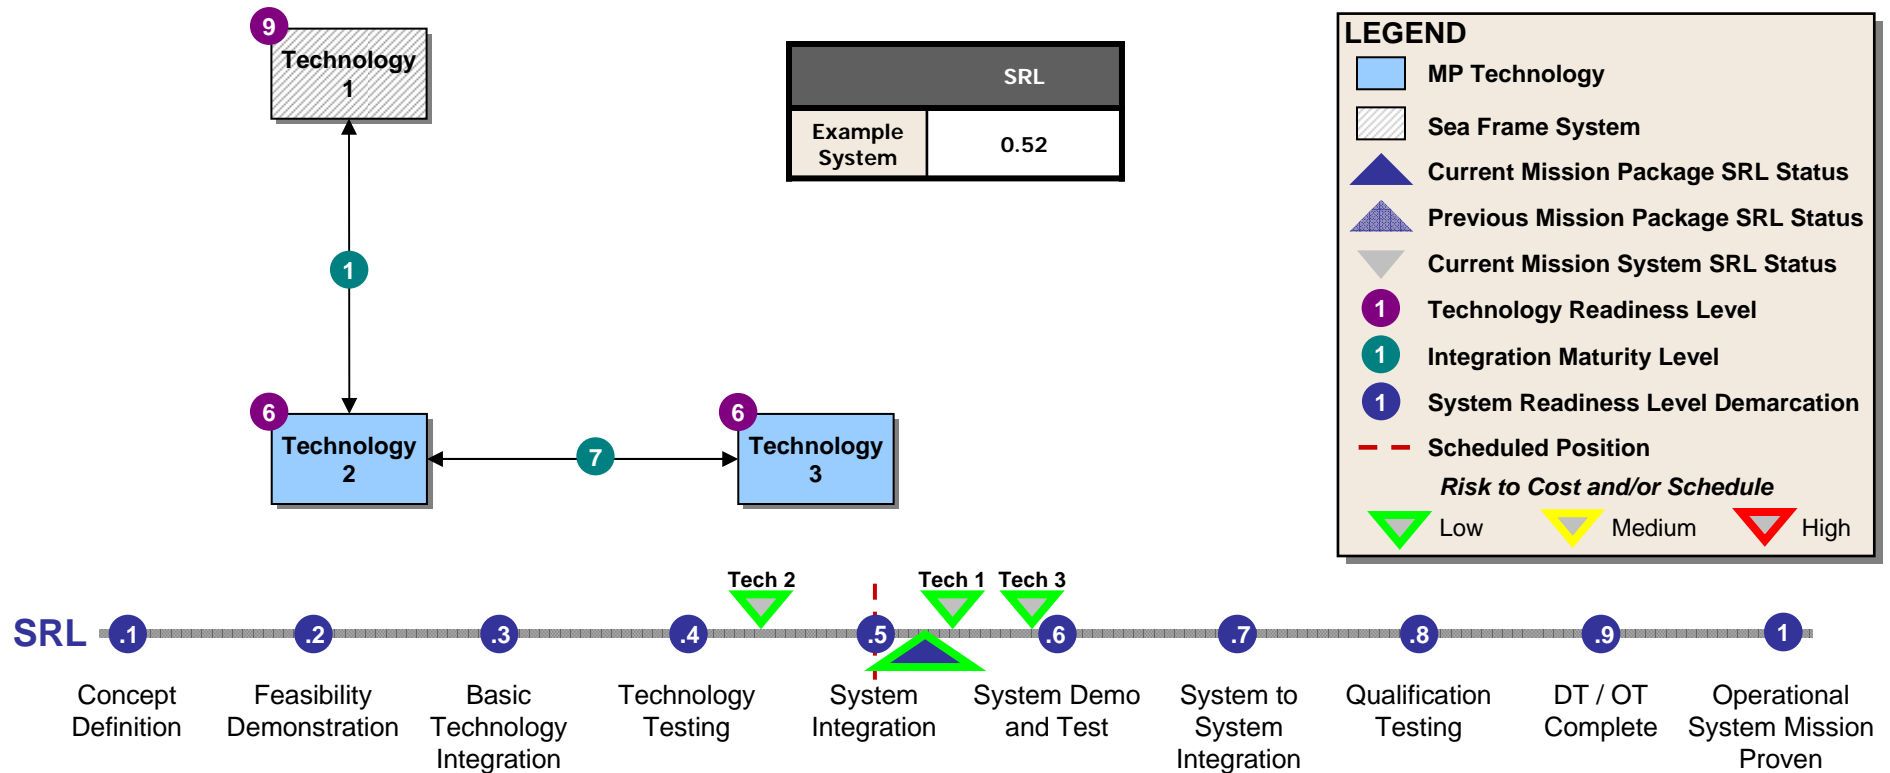 9
Technology
1
1
6
Technology
2
7
6
Technology
3
SRL
Example
System
0.52
LEGEND
MP Technology
Sea Frame System
Current Mission Package SRL Status
Previous Mission Package SRL Status
Current Mission System SRL Status
1 Technology Readiness Level
1 Integration Maturity Level
1 System Readiness Level Demarcation
Scheduled Position
Risk to Cost and/or Schedule
Low Medium High
Tech 2 Tech 1 Tech 3
SRL .1 .2 .3 .4 .5 .6 .7 .8 .9 1
Concept
Definition
Feasibility
Demonstration
Basic
Technology
Integration
Technology
Testing
System
Integration
System Demo
and Test
System to
System
Integration
Qualification
Testing
DT / OT
Complete
Operational
System Mission
Proven